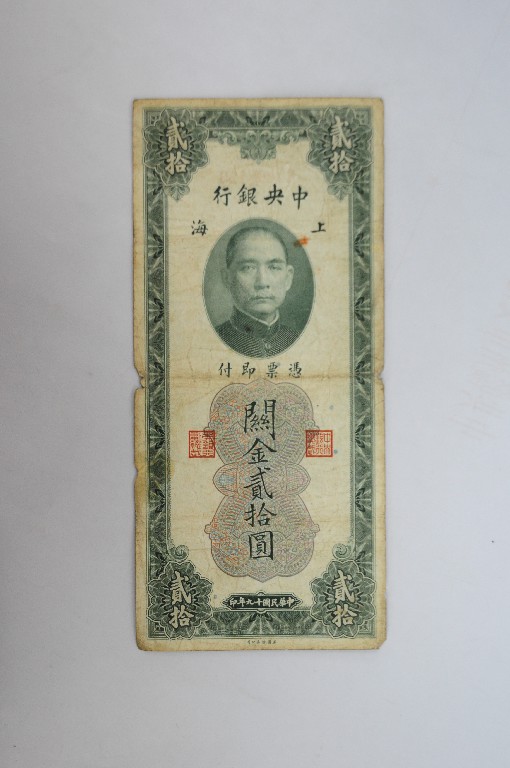 貳拾
貳拾
中央銀行
上海
憑票即付
關金貳拾圓
貳拾
貳拾
中華民國十九年印